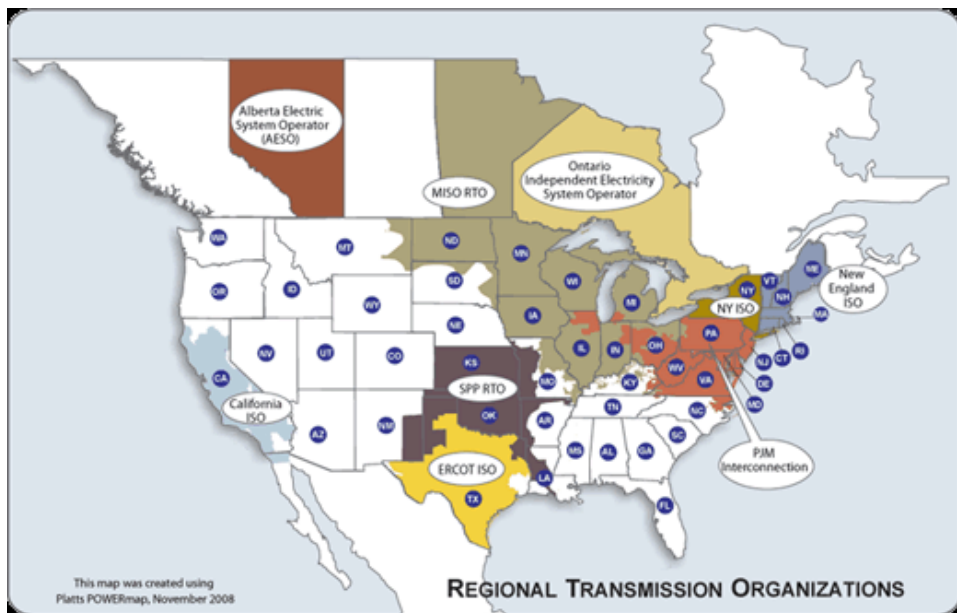 Alberta Electric
System Operator
(AESO)
MISO RTO
Ontario
Independent Electricity
System Operator
WA
MT
ND
MN
OR
ID
SD
WI
WY
MI
NY
VT
ME
NH
New
England
ISO
NY ISO
MA
NE
IA
NV
UT
CO
IL
IN
OH
PA
NJ
CT
RI
CA
KS
MO
KY
WV
VA
DE
MD
California
ISO
SPP RTO
AZ
NM
OK
AR
TN
NC
SC
MS
AL
GA
PJM
Interconnection
ERCOT ISO
TX
LA
FL
This map was created using
Platts POWERmap, November 2008
REGIONAL TRANSMISSION ORGANIZATIONS